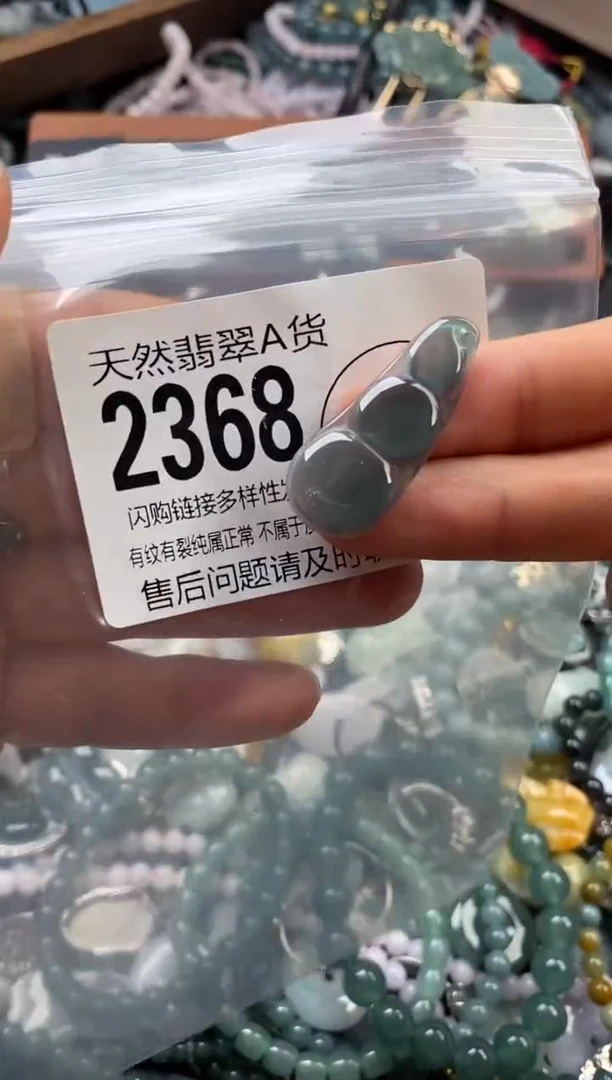 天然翡翠A货
2368
闪购链接多样性
有纹有裂纯属正常 不属于
售后问题请及时